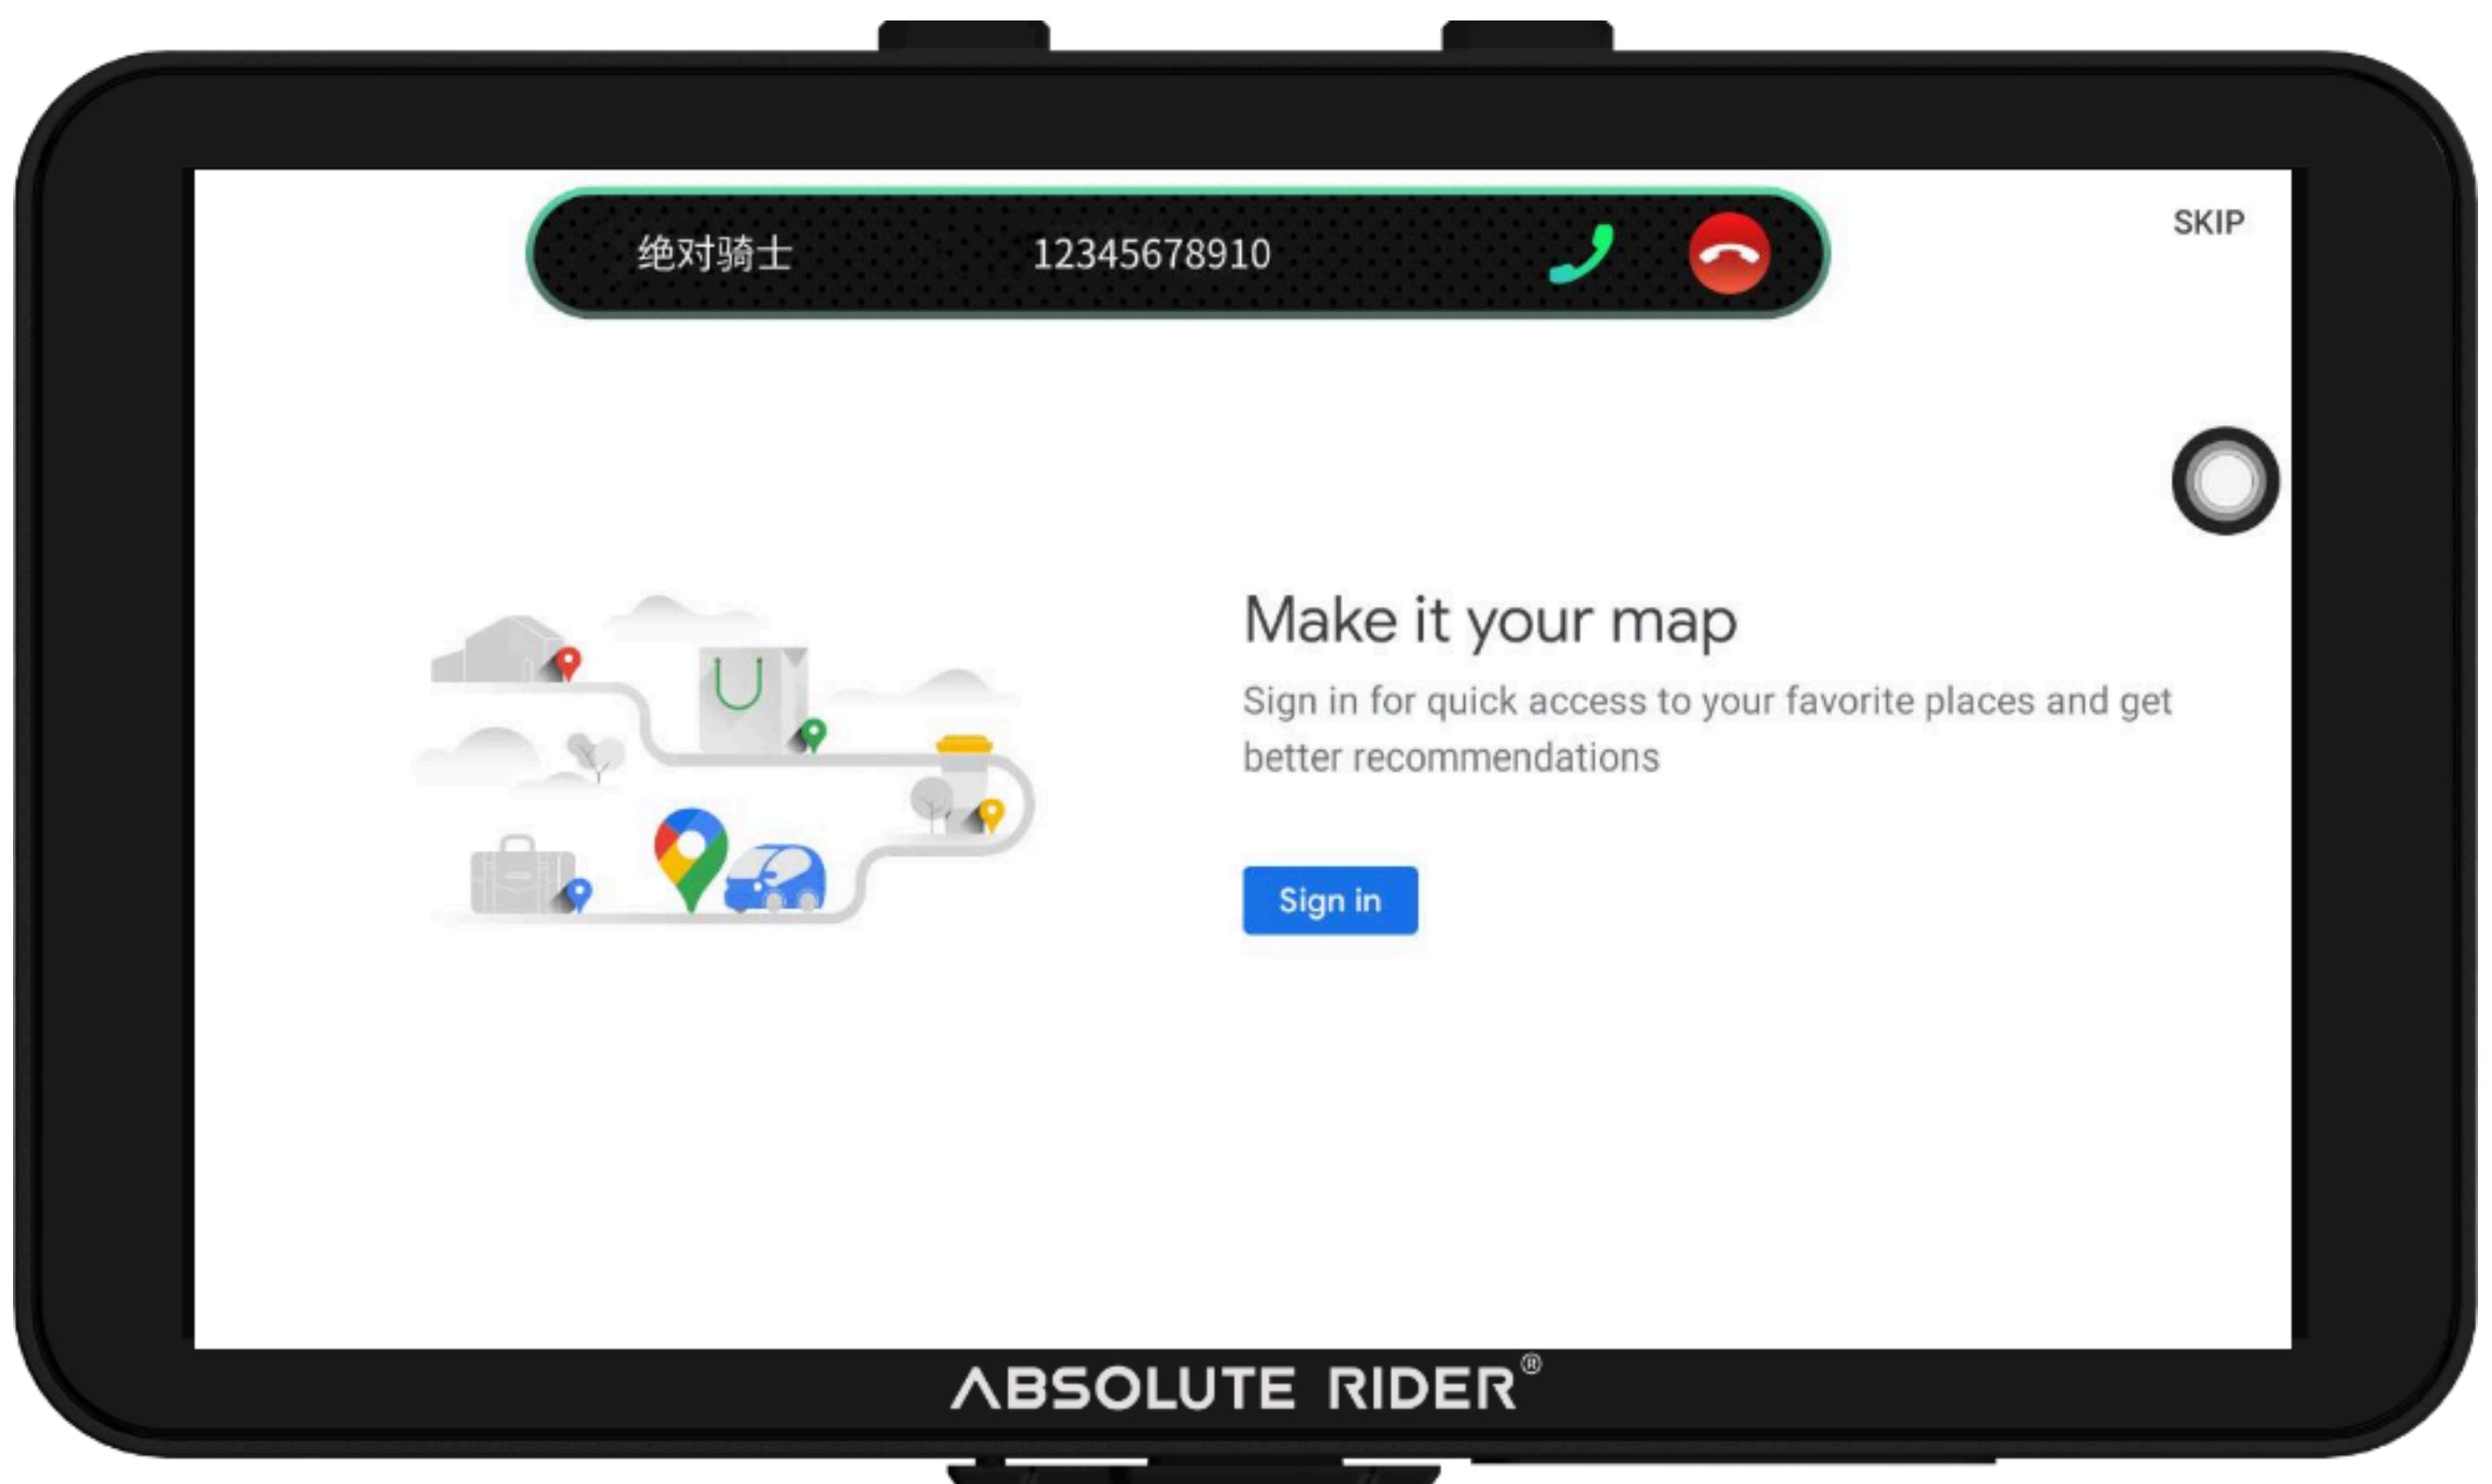 绝对骑士 12345678910
SKIP
Make it your map
Sign in for quick access to your favorite places and get
better recommendations
Sign in
ABSOLUTE RIDER®